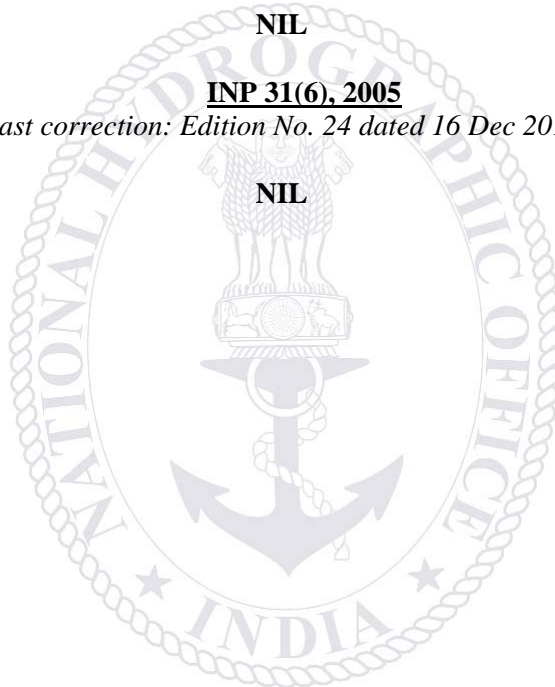 NIL
INP 31(6), 2005
ast correction: Edition No. 24 dated 16 Dec 20
NIL
NATIONAL HYDROGRAPHIC OFFICE
★ INDIA ★